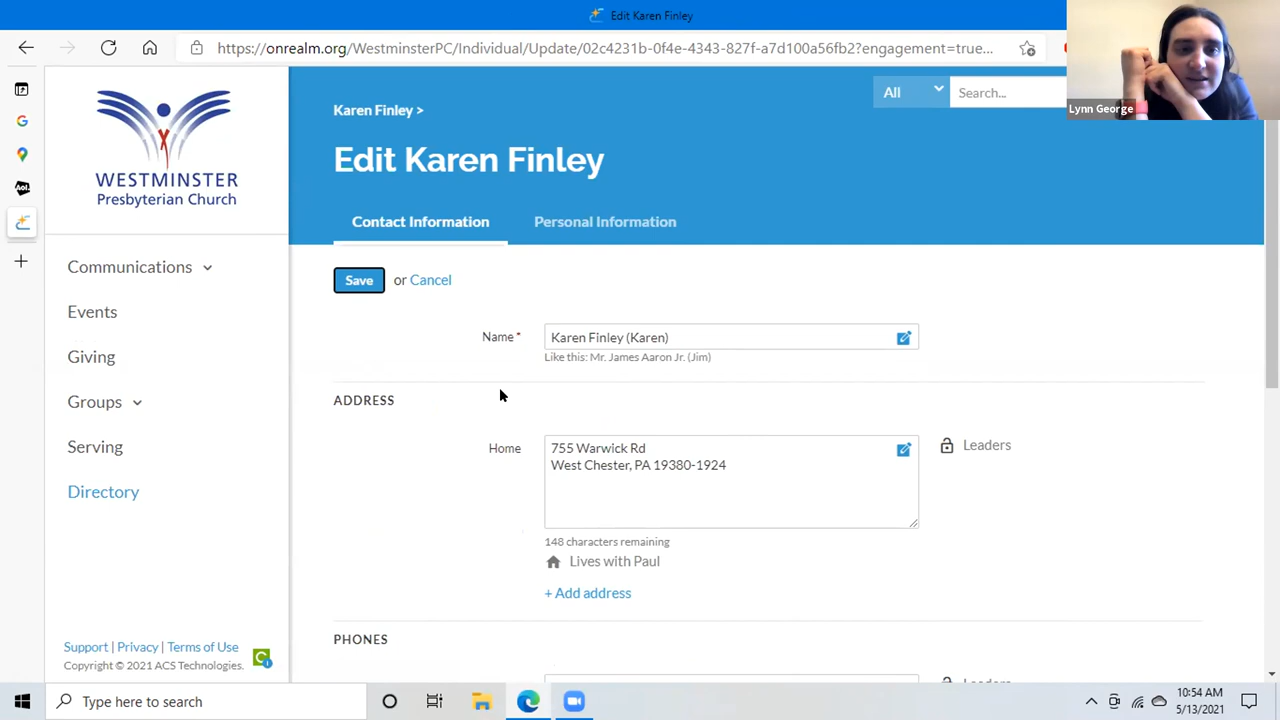 Edit Karen Finley
https://onrealm.org/WestminsterPC/Individual/Update/02c4231b-0f4e-4343-827f-a7d100a56fb2?engagement=true...
Lynn George
WESTMINSTER
Presbyterian Church
Karen Finley >
All
Search...
Edit Karen Finley
Contact Information
Personal Information
Communications
Events
Giving
Groups
Serving
Directory
Save or Cancel
Name*
Karen Finley (Karen)
Like this: Mr. James Aaron Jr. (Jim)
ADDRESS
Home
755 Warwick Rd
West Chester, PA 19380-1924
Leaders
148 characters remaining
Lives with Paul
+ Add address
PHONES
Support | Privacy | Terms of Use
Copyright © 2021 ACS Technologies.
Type here to search
10:54 AM
5/13/2021